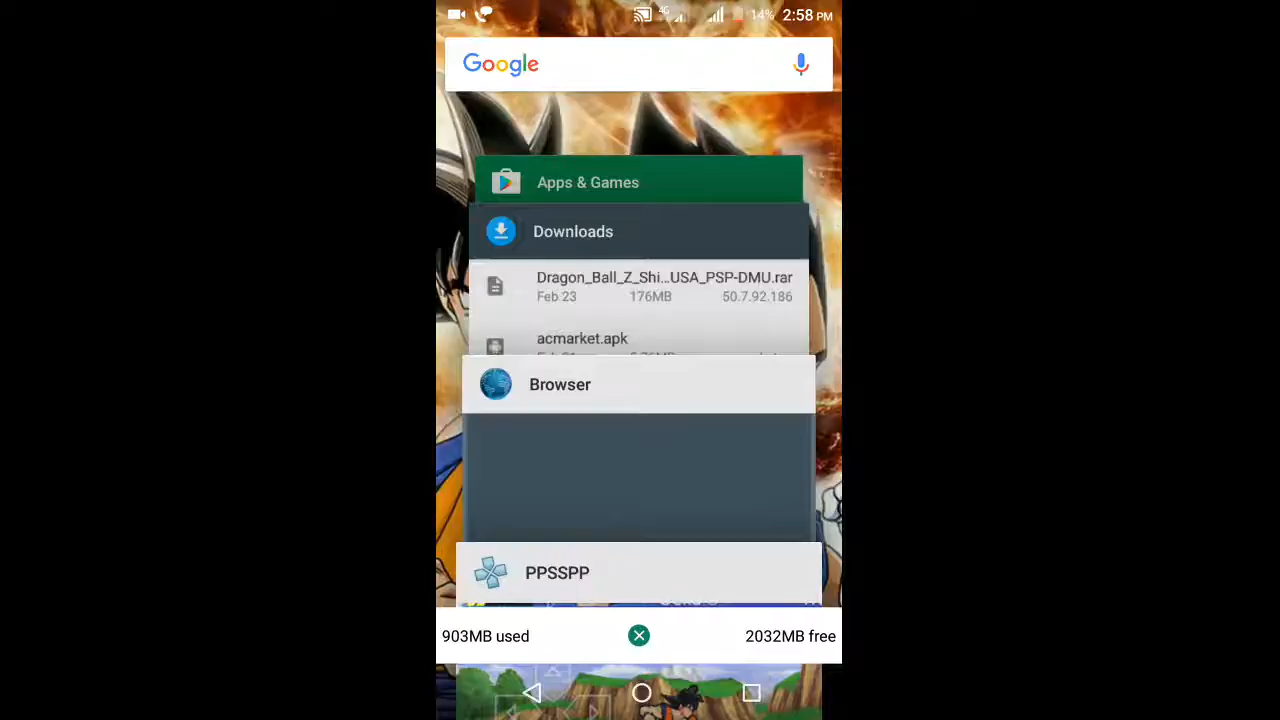 4G 14% 2:58 PM
Google
Apps & Games
Downloads
Dragon_Ball_Z_Shi...USA_PSP-DMU.rar
Feb 23 176MB 50.7.92.186
acmarket.apk
Browser
PPSSPP
903MB used 2032MB free